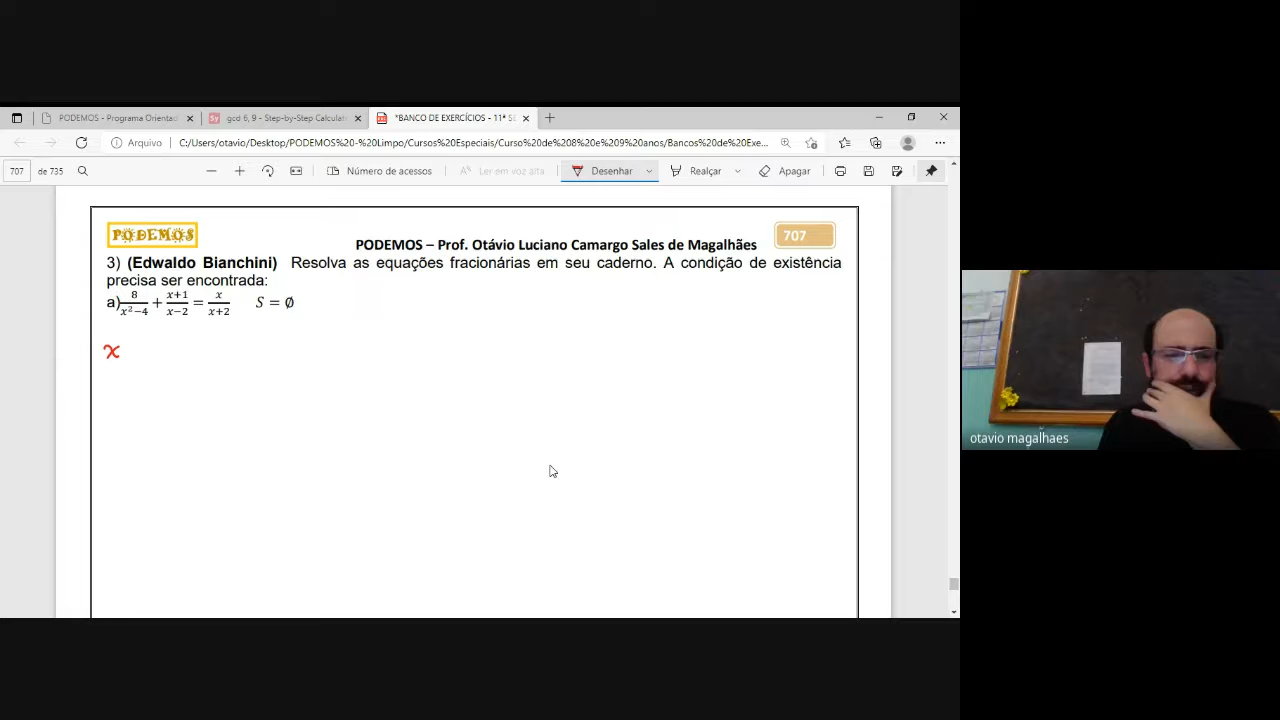 PODEMOS - Programa Orientad
gcd 6, 9 - Step-by-Step Calculat
*BANCO DE EXERCÍCIOS - 11ª SE
Arquivo
C:/Users/otavio/Desktop/PODEMOS%20-%20Limpo/Cursos%20Especiais/Curso%20de%208%20e%209%20anos/Bancos%20de%20Exe...
707 de 735
Número de acessos
Ler em voz alta
Desenhar
Realçar
Apagar
PODEMOS
PODEMOS – Prof. Otávio Luciano Camargo Sales de Magalhães
707
3) (Edwaldo Bianchini) Resolva as equações fracionárias em seu caderno. A condição de existência
precisa ser encontrada:
a) 8/(x²−4) + (x+1)/(x−2) = x/(x+2) S = ∅
x
otavio magalhaes